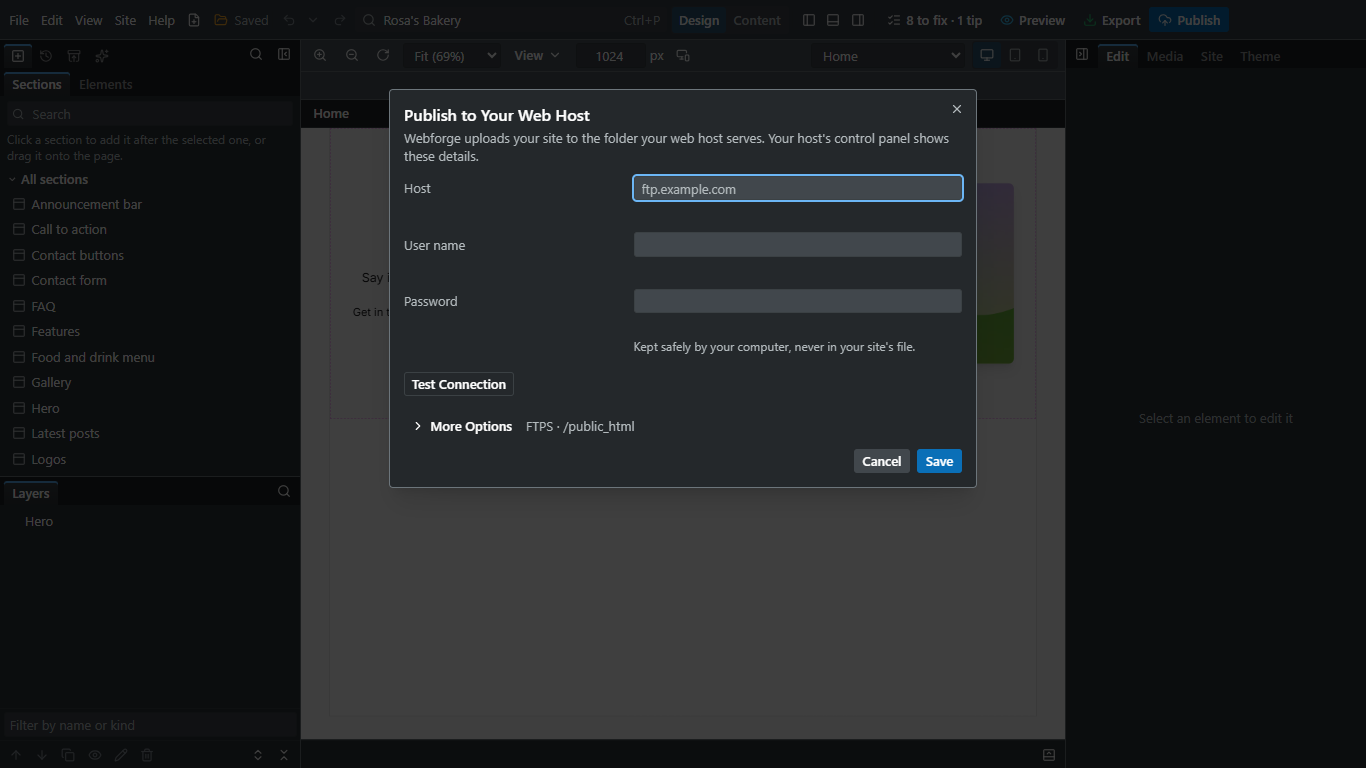 File Edit View Site Help Saved Rosa's Bakery Ctrl+P Design Content 8 to fix · 1 tip Preview Export Publish
Fit (69%) View 1024 px Home Edit Media Site Theme
Sections Elements
Search
Click a section to add it after the selected one, or
drag it onto the page.
All sections
Announcement bar
Call to action
Contact buttons
Contact form
FAQ
Features
Food and drink menu
Gallery
Hero
Latest posts
Logos
Layers
Hero
Filter by name or kind
Home
Say
Get in
Publish to Your Web Host
Webforge uploads your site to the folder your web host serves. Your host's control panel shows
these details.
Host ftp.example.com
User name
Password
Kept safely by your computer, never in your site's file.
Test Connection
More Options FTPS · /public_html
Cancel Save
Select an element to edit it